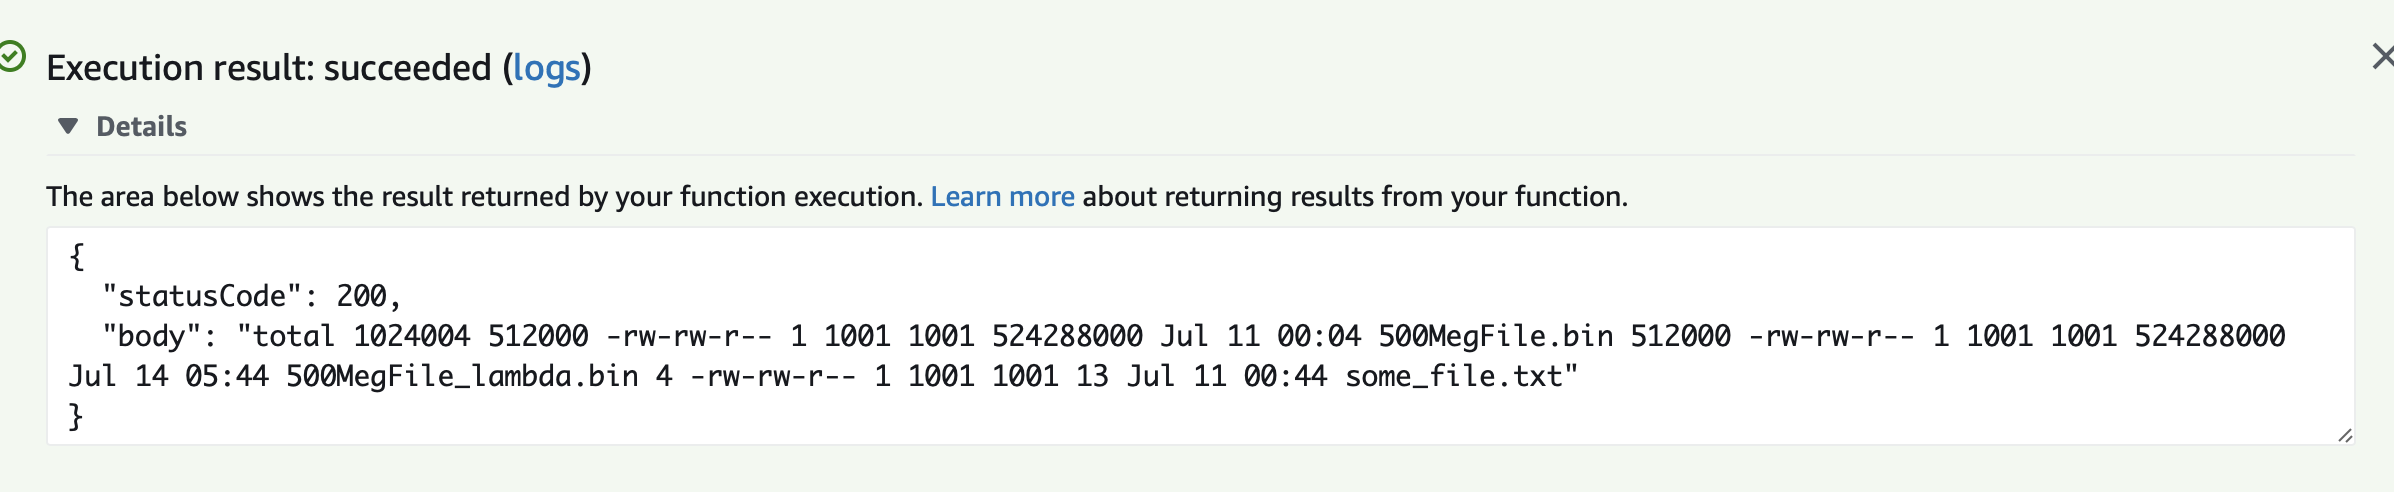 Execution result: succeeded (logs)
Details
The area below shows the result returned by your function execution. Learn more about returning results from your function.
{
  "statusCode": 200,
  "body": "total 1024004 512000 -rw-rw-r-- 1 1001 1001 524288000 Jul 11 00:04 500MegFile.bin 512000 -rw-rw-r-- 1 1001 1001 524288000
Jul 14 05:44 500MegFile_lambda.bin 4 -rw-rw-r-- 1 1001 1001 13 Jul 11 00:44 some_file.txt"
}